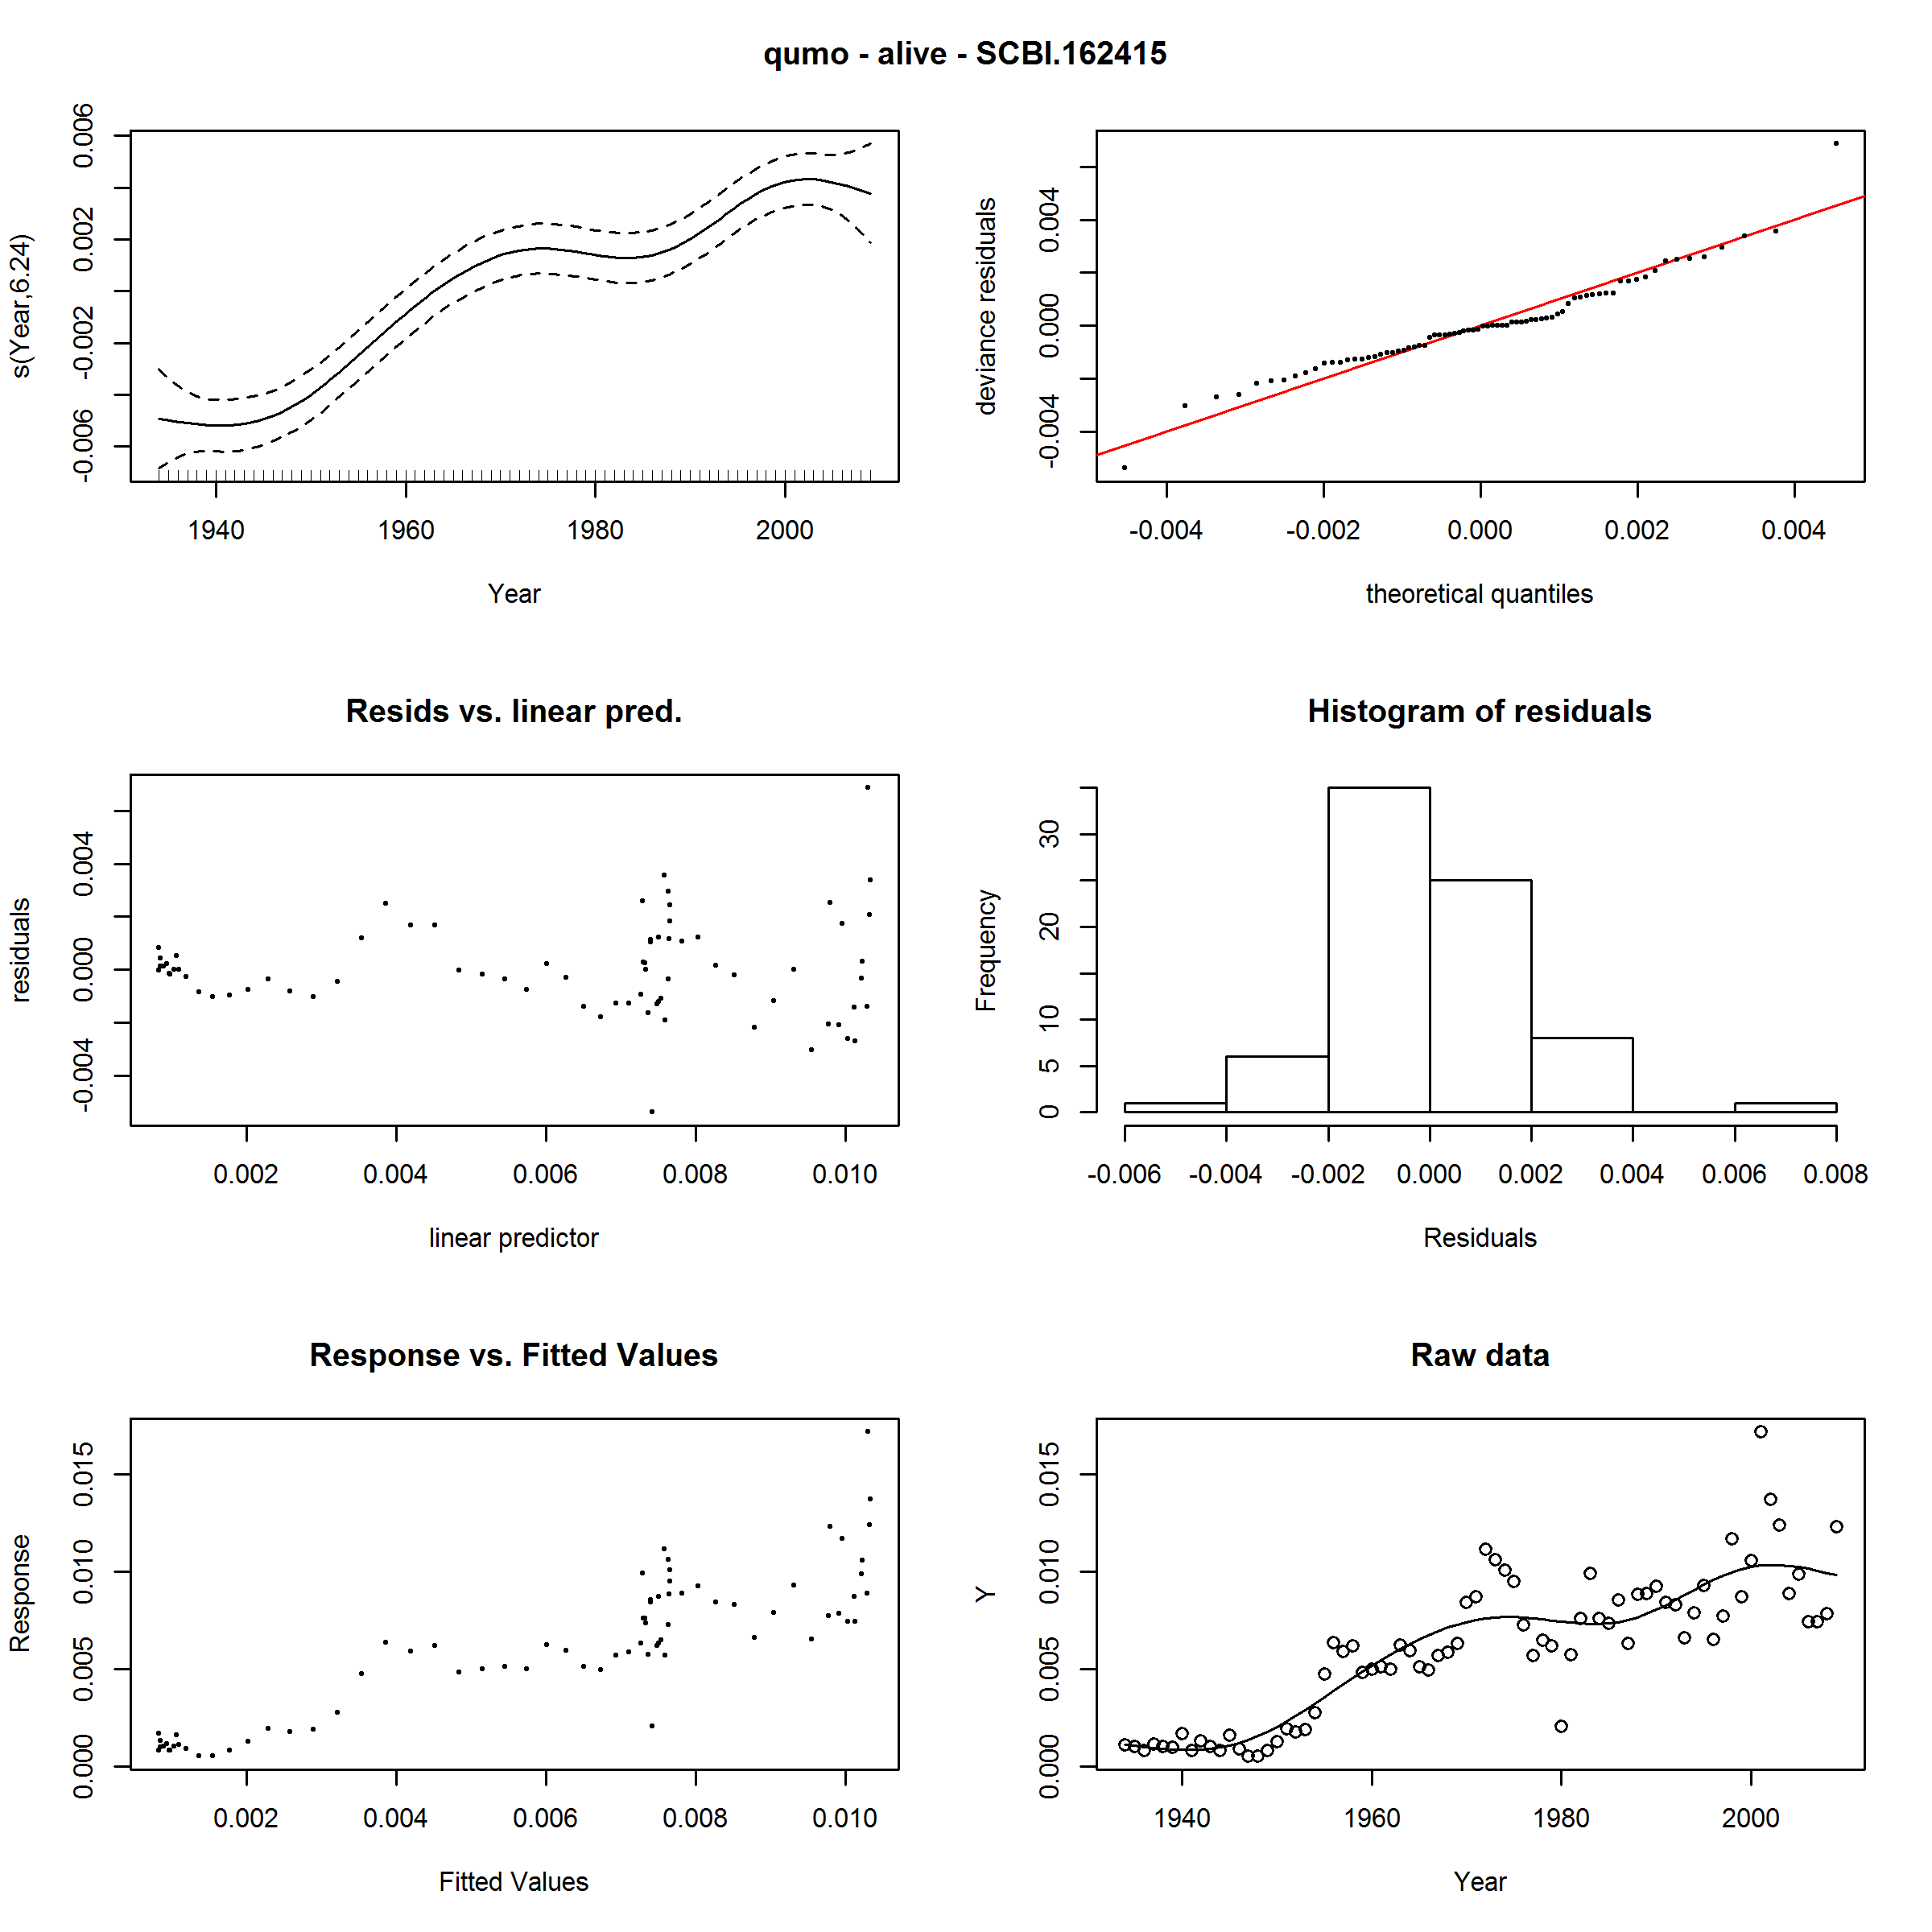 qumo - alive - SCBI.162415
s(Year,6.24)
-0.006 -0.002 0.002 0.006
1940 1960 1980 2000
Year
deviance residuals
-0.004 0.000 0.004
-0.004 -0.002 0.000 0.002 0.004
theoretical quantiles
Resids vs. linear pred.
residuals
-0.004 0.000 0.004
0.002 0.004 0.006 0.008 0.010
linear predictor
Histogram of residuals
Frequency
0 5 10 20 30
-0.006 -0.004 -0.002 0.000 0.002 0.004 0.006 0.008
Residuals
Response vs. Fitted Values
Response
0.000 0.005 0.010 0.015
0.002 0.004 0.006 0.008 0.010
Fitted Values
Raw data
Y
0.000 0.005 0.010 0.015
1940 1960 1980 2000
Year